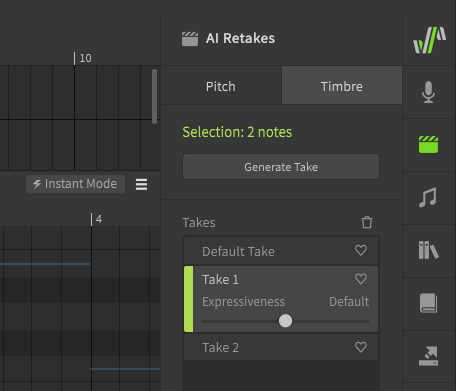 AI Retakes
10
Pitch
Timbre
Selection: 2 notes
Generate Take
Instant Mode
4
Takes
Default Take
Take 1
Expressiveness Default
Take 2